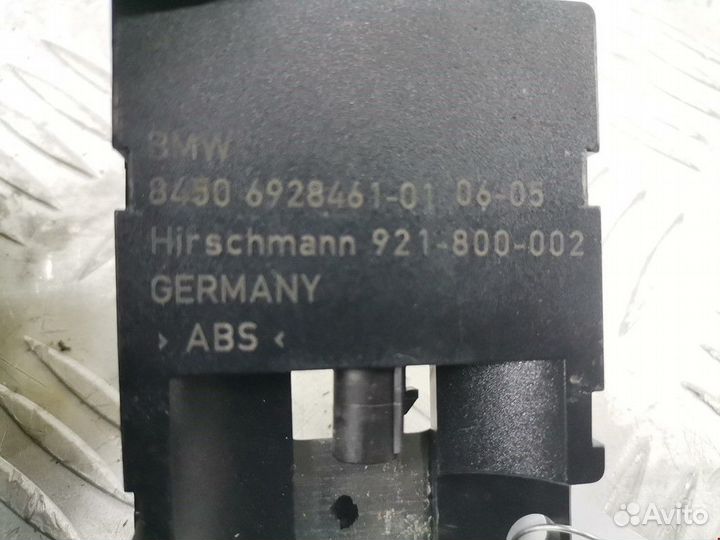 BMW
8450 6928461-01 06-05
Hirschmann 921-800-002
GERMANY
> ABS <
Avito